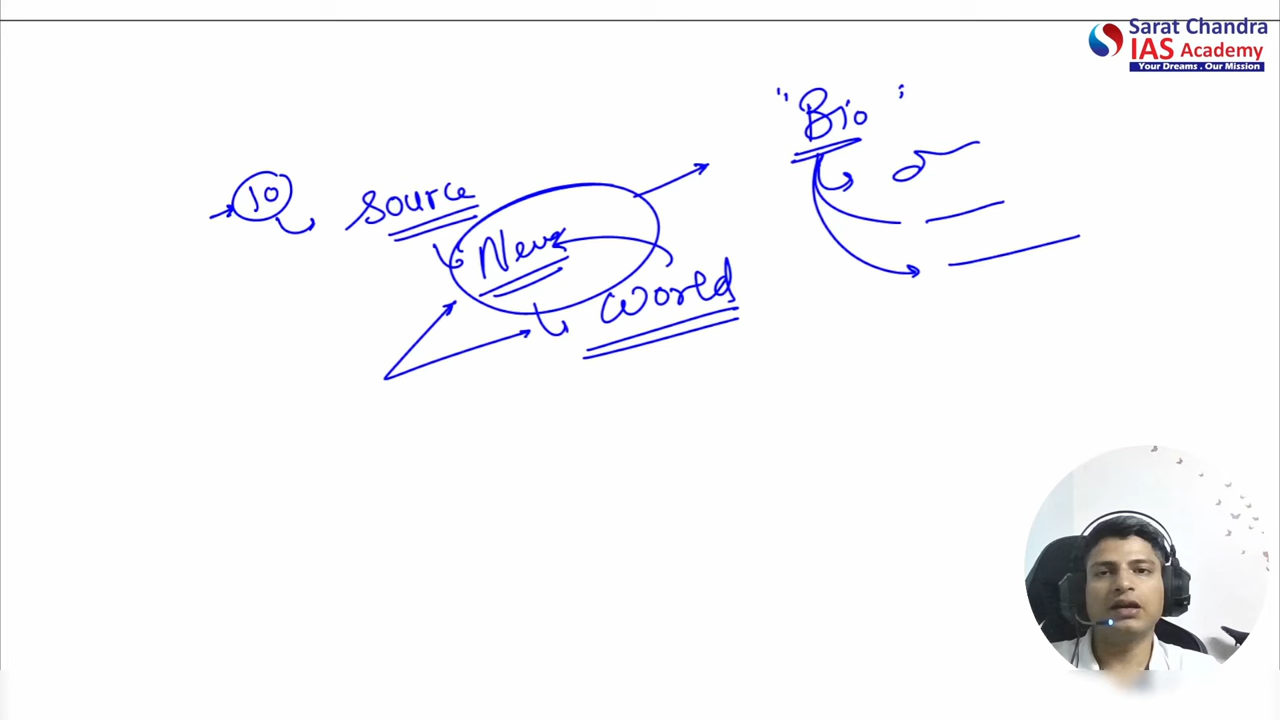 Sarat Chandra
IAS Academy
Your Dreams . Our Mission
"Bio"
10
Source
News
World